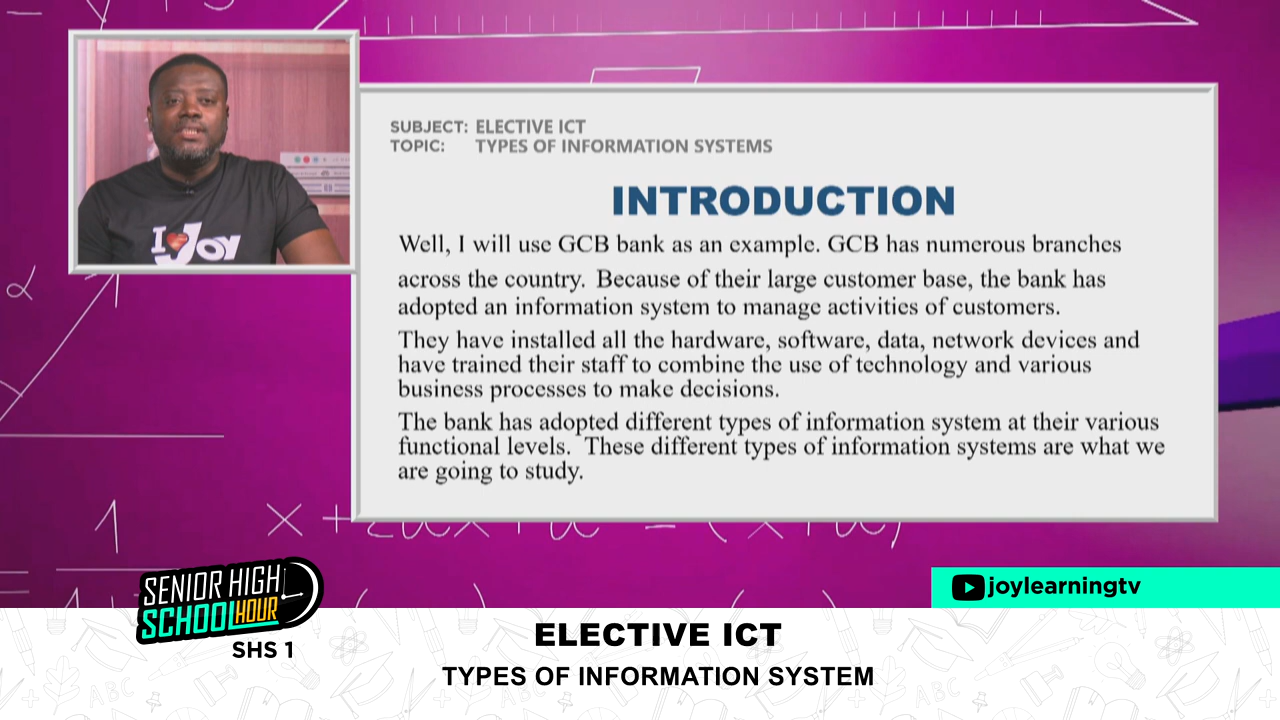 I Joy
SUBJECT: ELECTIVE ICT
TOPIC: TYPES OF INFORMATION SYSTEMS
INTRODUCTION
Well, I will use GCB bank as an example. GCB has numerous branches
across the country. Because of their large customer base, the bank has
adopted an information system to manage activities of customers.
They have installed all the hardware, software, data, network devices and
have trained their staff to combine the use of technology and various
business processes to make decisions.
The bank has adopted different types of information system at their various
functional levels. These different types of information systems are what we
are going to study.
1
SENIOR HIGH
SCHOOL HOUR
SHS 1
joylearningtv
ELECTIVE ICT
TYPES OF INFORMATION SYSTEM